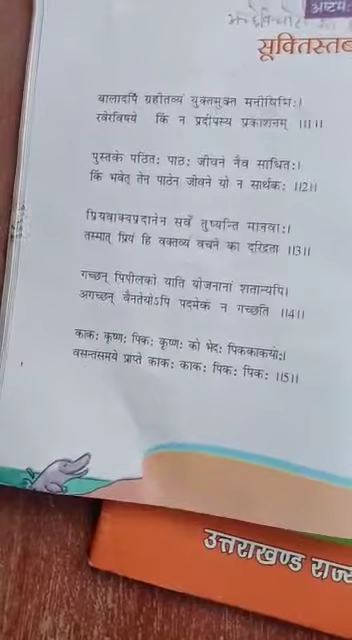 अष्टमः
सूक्तिस्तब
बालादपि ग्रहीतव्यं युक्तमुक्तं मनीषिभिः।
रवेरविषये किं न प्रदीपस्य प्रकाशनम् ॥1॥
पुस्तके पठितः पाठः जीवने नैव साधितः।
किं भवेत् तेन पाठेन जीवने यो न सार्थकः ॥2॥
प्रियवाक्यप्रदानेन सर्वे तुष्यन्ति मानवाः।
तस्मात् प्रियं हि वक्तव्यं वचने का दरिद्रता ॥3॥
गच्छन् पिपीलको याति योजनानां शतान्यपि।
अगच्छन् वैनतेयोऽपि पदमेकं न गच्छति ॥4॥
काकः कृष्णः पिकः कृष्णः को भेदः पिककाकयोः।
वसन्तसमये प्राप्ते काकः काकः पिकः पिकः ॥5॥
उत्तराखण्ड राज्य